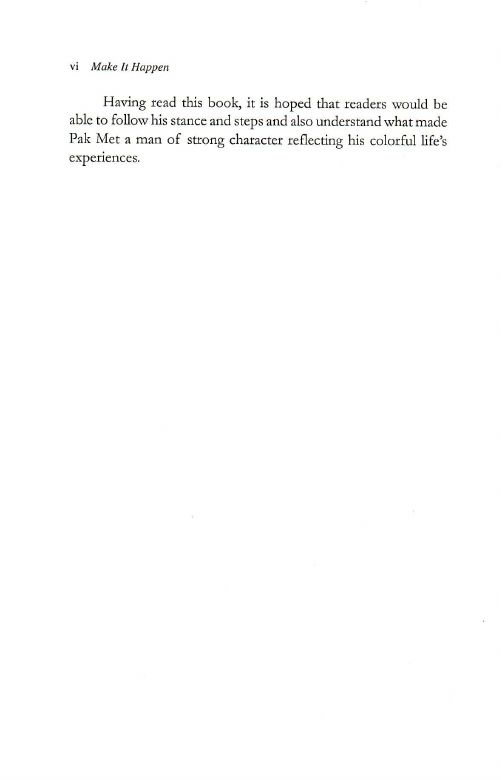 vi Make It Happen
Having read this book, it is hoped that readers would be
able to follow his stance and steps and also understand what made
Pak Met a man of strong character reflecting his colorful life's
experiences.